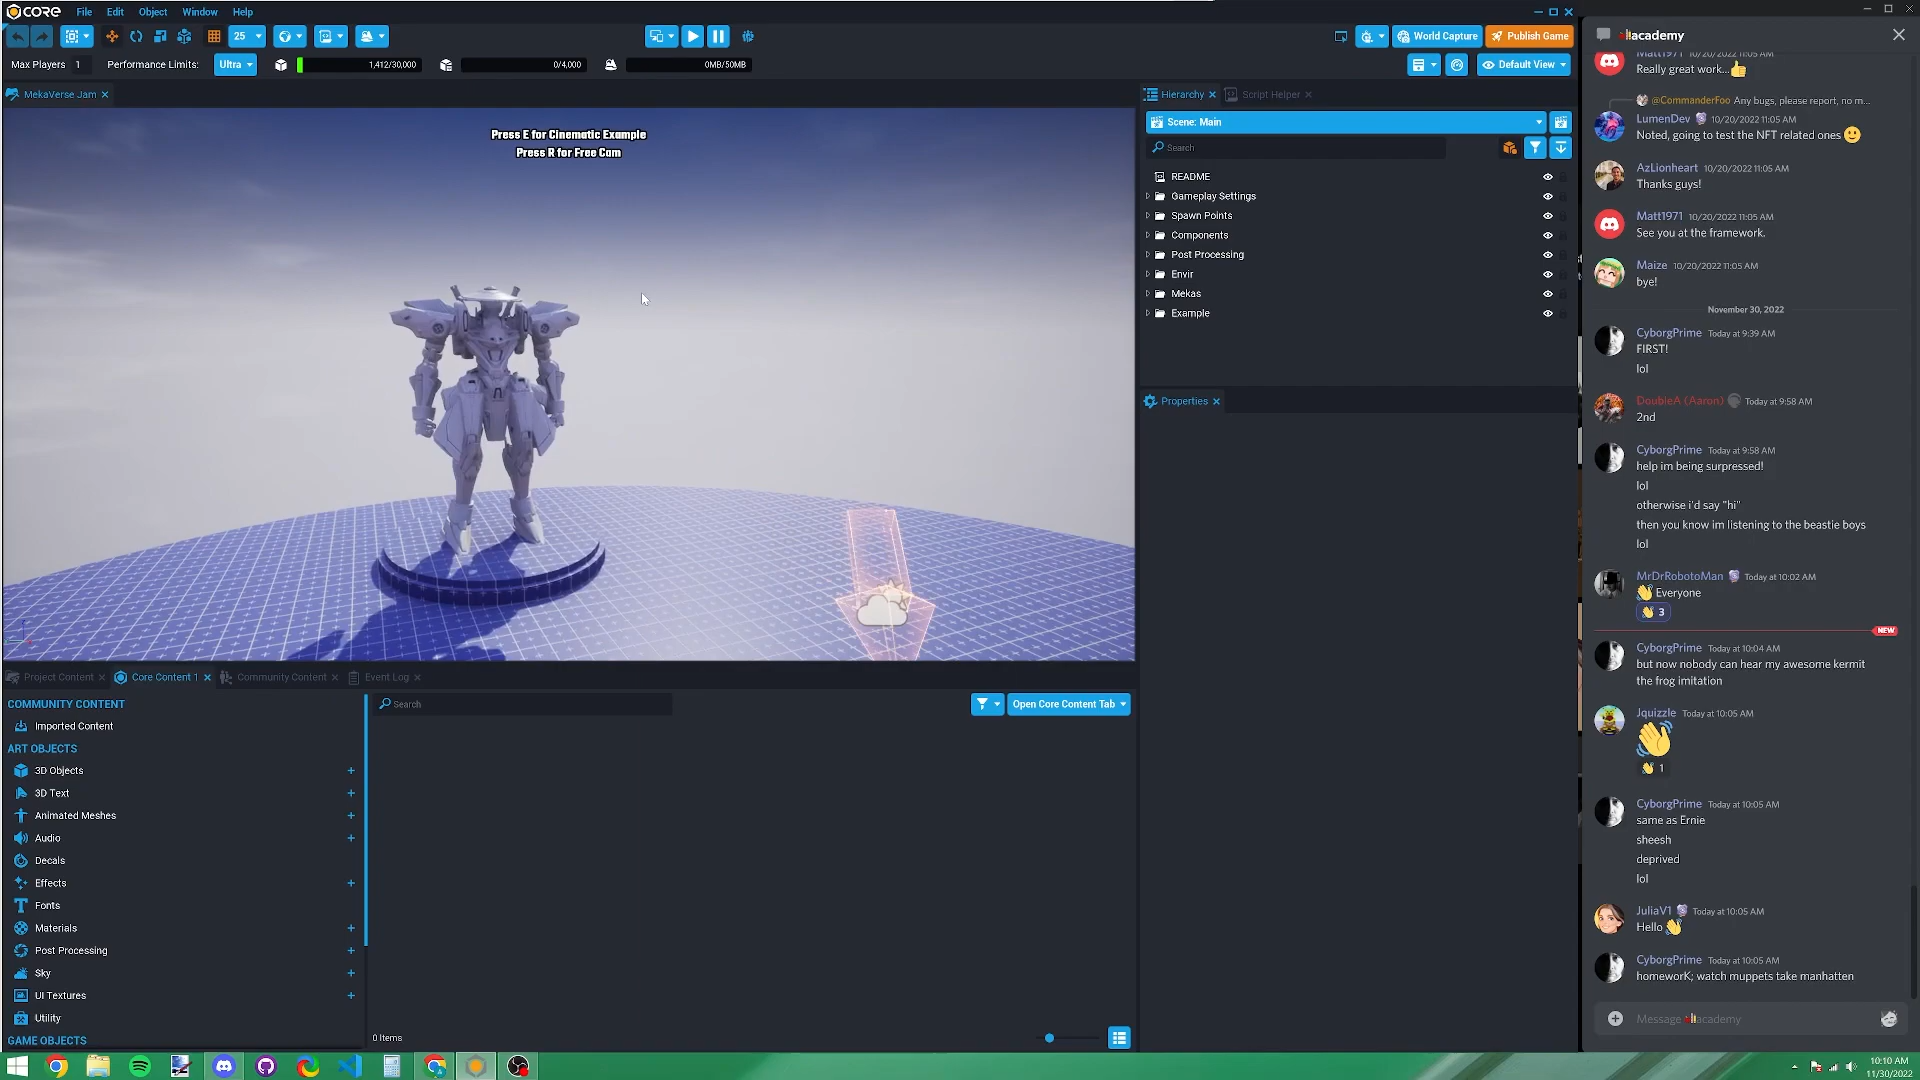 CORE
File
Edit
Object
Window
Help
25
World Capture
Publish Game
Max Players 1
Performance Limits:
Ultra
1,412/30,000
0/4,000
0MB/50MB
Default View
MekaVerse Jam
Press E for Cinematic Example
Press R for Free Cam
Hierarchy
Script Helper
Scene: Main
Search
README
Gameplay Settings
Spawn Points
Components
Post Processing
Envir
Mekas
Example
Properties
Project Content
Core Content 1
Community Content
Event Log
COMMUNITY CONTENT
Imported Content
ART OBJECTS
3D Objects
3D Text
Animated Meshes
Audio
Decals
Effects
Fonts
Materials
Post Processing
Sky
UI Textures
Utility
GAME OBJECTS
Search
Open Core Content Tab
0 Items
academy
Matt1971 10/20/2022 11:05 AM
Really great work...
@CommanderFoo Any bugs, please report, no m...
LumenDev 10/20/2022 11:05 AM
Noted, going to test the NFT related ones
AzLionheart 10/20/2022 11:05 AM
Thanks guys!
Matt1971 10/20/2022 11:05 AM
See you at the framework.
Maize 10/20/2022 11:05 AM
bye!
November 30, 2022
CyborgPrime Today at 9:39 AM
FIRST!
lol
DoubleA (Aaron) Today at 9:58 AM
2nd
CyborgPrime Today at 9:58 AM
help im being surpressed!
lol
otherwise i'd say "hi"
then you know im listening to the beastie boys
lol
MrDrRobotoMan Today at 10:02 AM
Everyone
3
NEW
CyborgPrime Today at 10:04 AM
but now nobody can hear my awesome kermit
the frog imitation
Jquizzle Today at 10:05 AM
1
CyborgPrime Today at 10:05 AM
same as Ernie
sheesh
deprived
lol
JuliaV1 Today at 10:05 AM
Hello
CyborgPrime Today at 10:05 AM
homeworK; watch muppets take manhatten
Message academy
10:10 AM
11/30/2022